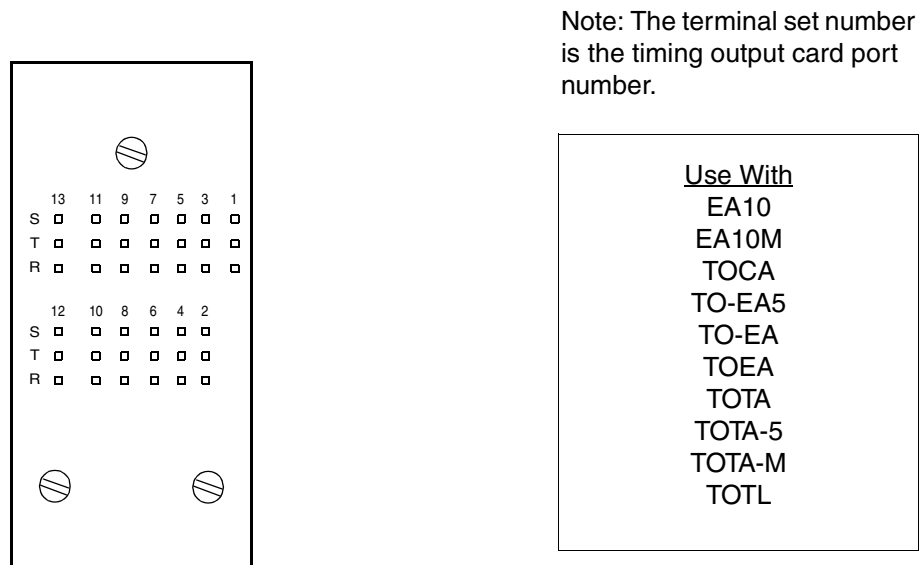 Note: The terminal set number
is the timing output card port
number.
13 11 9 7 5 3 1
S
T
R
12 10 8 6 4 2
S
T
R
Use With
EA10
EA10M
TOCA
TO-EA5
TO-EA
TOEA
TOTA
TOTA-5
TOTA-M
TOTL